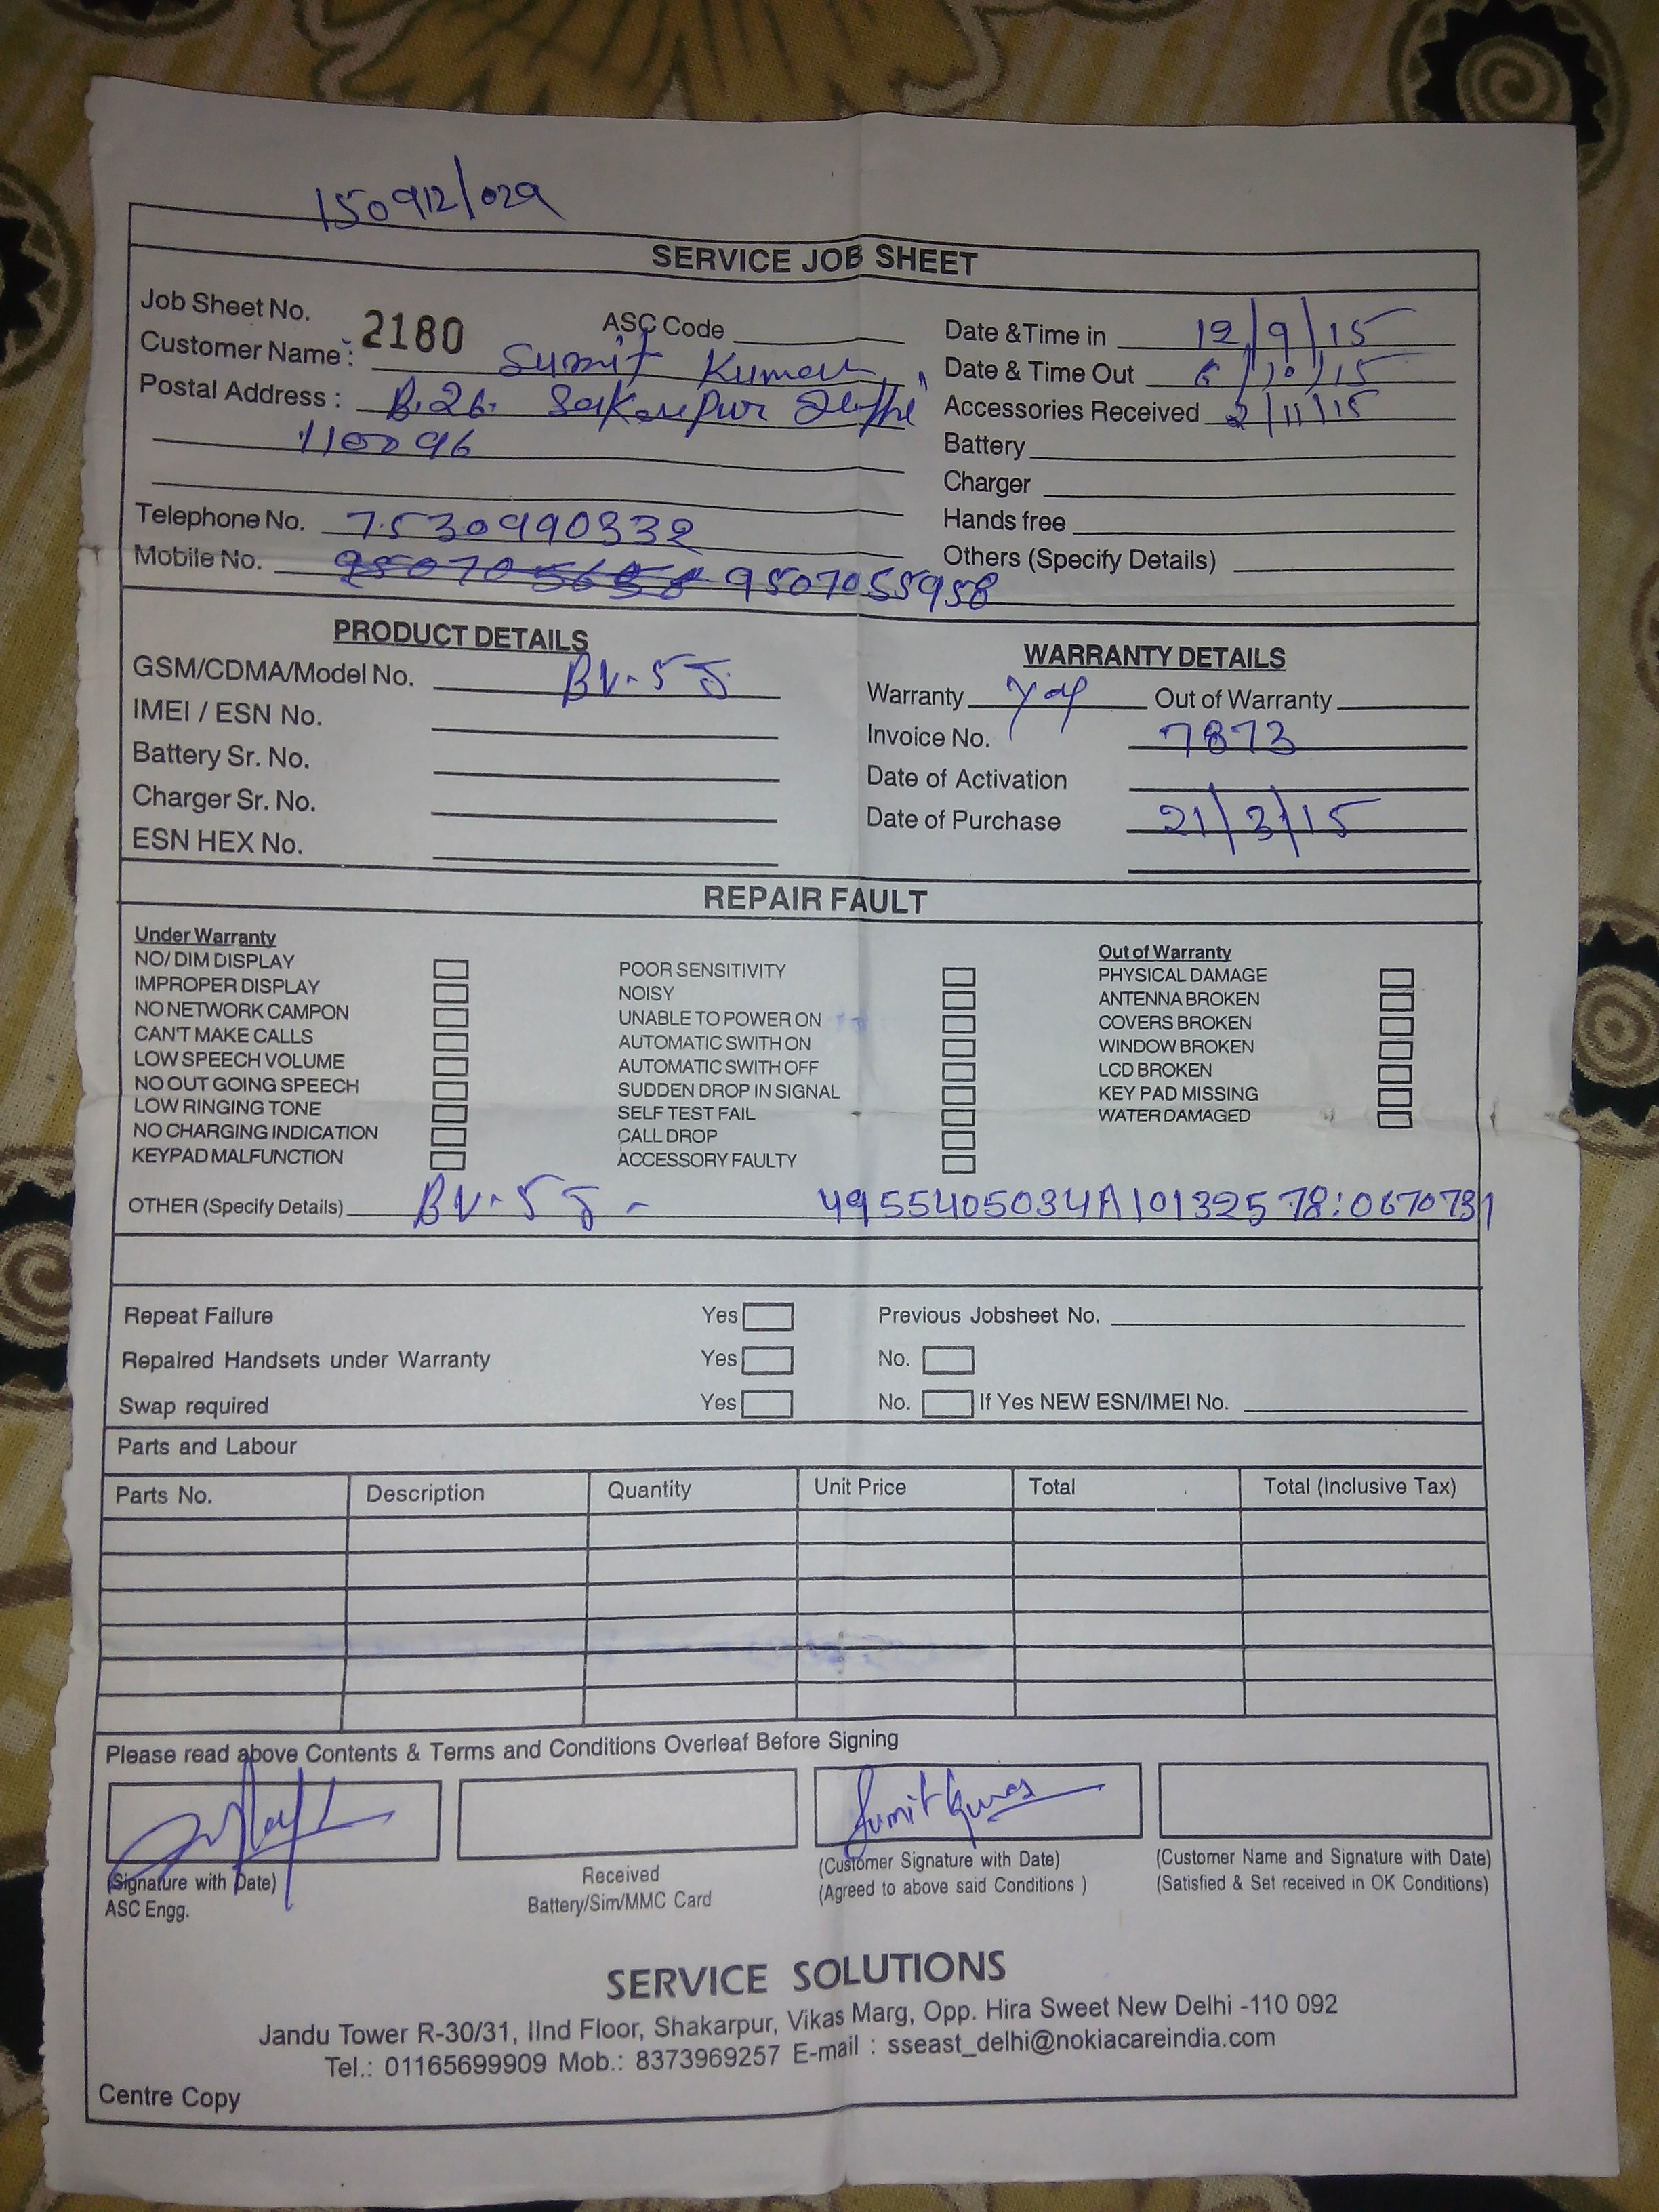 150912/029
SERVICE JOB SHEET
Job Sheet No. 2180 ASC Code
Customer Name : Sumit Kumar
Postal Address : B.26. Delhi
110096
Telephone No. 7530990332
Mobile No. 9507055958
Date &Time in 12/9/15
Date & Time Out 6/10/15
Accessories Received 2/11/15
Battery
Charger
Hands free
Others (Specify Details)
PRODUCT DETAILS
GSM/CDMA/Model No. BV-5J
IMEI / ESN No.
Battery Sr. No.
Charger Sr. No.
ESN HEX No.
WARRANTY DETAILS
Warranty Out of Warranty
Invoice No. 7873
Date of Activation
Date of Purchase 21/3/15
REPAIR FAULT
Under Warranty
NO/ DIM DISPLAY
IMPROPER DISPLAY
NO NETWORK CAMPON
CAN'T MAKE CALLS
LOW SPEECH VOLUME
NO OUT GOING SPEECH
LOW RINGING TONE
NO CHARGING INDICATION
KEYPAD MALFUNCTION
POOR SENSITIVITY
NOISY
UNABLE TO POWER ON
AUTOMATIC SWITH ON
AUTOMATIC SWITH OFF
SUDDEN DROP IN SIGNAL
SELF TEST FAIL
CALL DROP
ACCESSORY FAULTY
Out of Warranty
PHYSICAL DAMAGE
ANTENNA BROKEN
COVERS BROKEN
WINDOW BROKEN
LCD BROKEN
KEY PAD MISSING
WATER DAMAGED
OTHER (Specify Details) BV-5J - 4955405034A10132578:0670731
Repeat Failure Yes Previous Jobsheet No.
Repaired Handsets under Warranty Yes No.
Swap required Yes No. If Yes NEW ESN/IMEI No.
Parts and Labour
Parts No. Description Quantity Unit Price Total Total (Inclusive Tax)
Please read above Contents & Terms and Conditions Overleaf Before Signing
Sumit Kumar
(Signature with Date)
ASC Engg.
Received
Battery/Sim/MMC Card
(Customer Signature with Date)
(Agreed to above said Conditions )
(Customer Name and Signature with Date)
(Satisfied & Set received in OK Conditions)
SERVICE SOLUTIONS
Jandu Tower R-30/31, IInd Floor, Shakarpur, Vikas Marg, Opp. Hira Sweet New Delhi -110 092
Tel.: 01165699909 Mob.: 8373969257 E-mail : sseast_delhi@nokiacareindia.com
Centre Copy